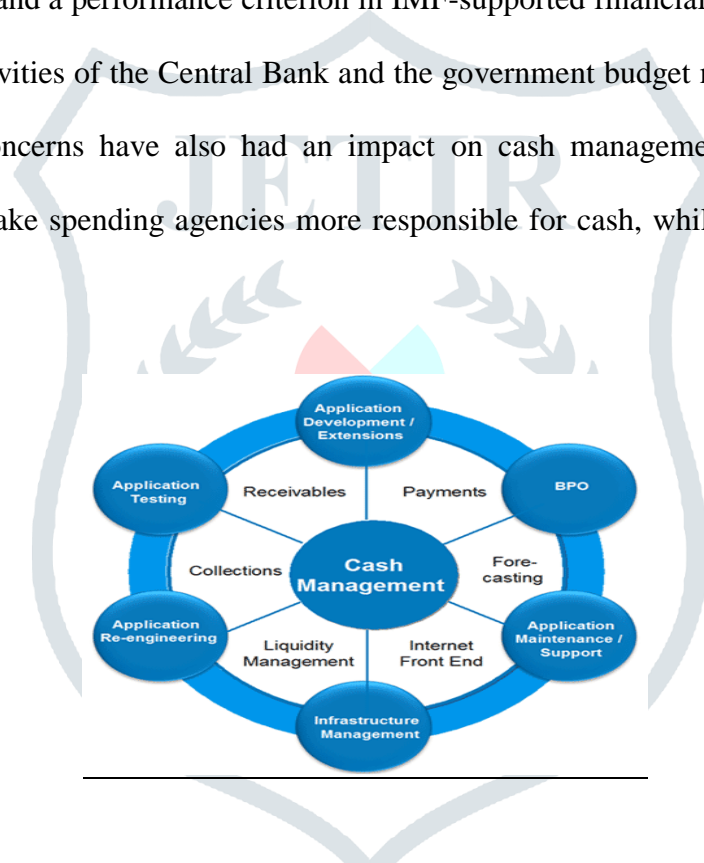 and a performance criterion in IMF-supported financial
vities of the Central Bank and the government budget
oncerns have also had an impact on cash manageme
ake spending agencies more responsible for cash, whil
JETIR
Application
Development /
Extensions
Application
Testing
Receivables
Payments
BPO
Collections
Cash
Management
Fore-
casting
Application
Re-engineering
Liquidity
Management
Internet
Front End
Application
Maintenance /
Support
Infrastructure
Management